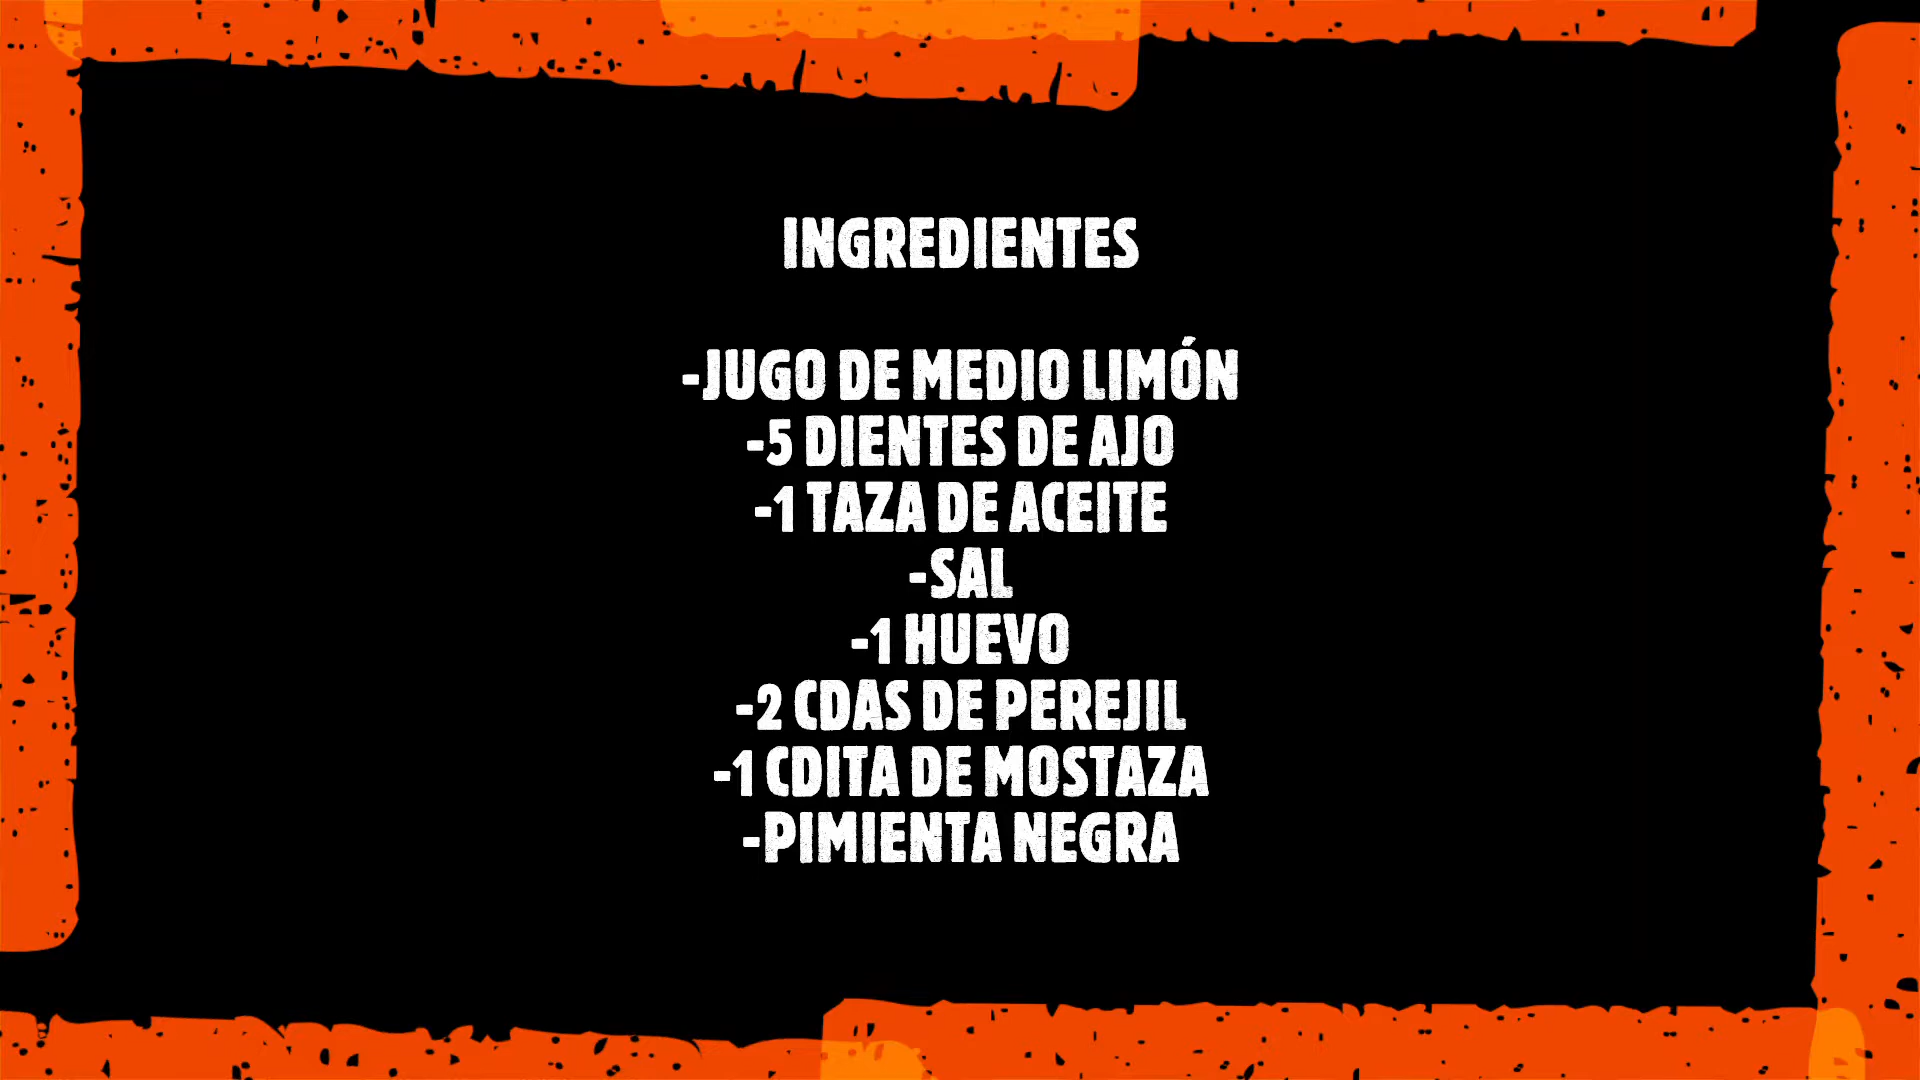 INGREDIENTES
-JUGO DE MEDIO LIMÓN
-5 DIENTES DE AJO
-1 TAZA DE ACEITE
-SAL
-1 HUEVO
-2 CDAS DE PEREJIL
-1 CDITA DE MOSTAZA
-PIMIENTA NEGRA